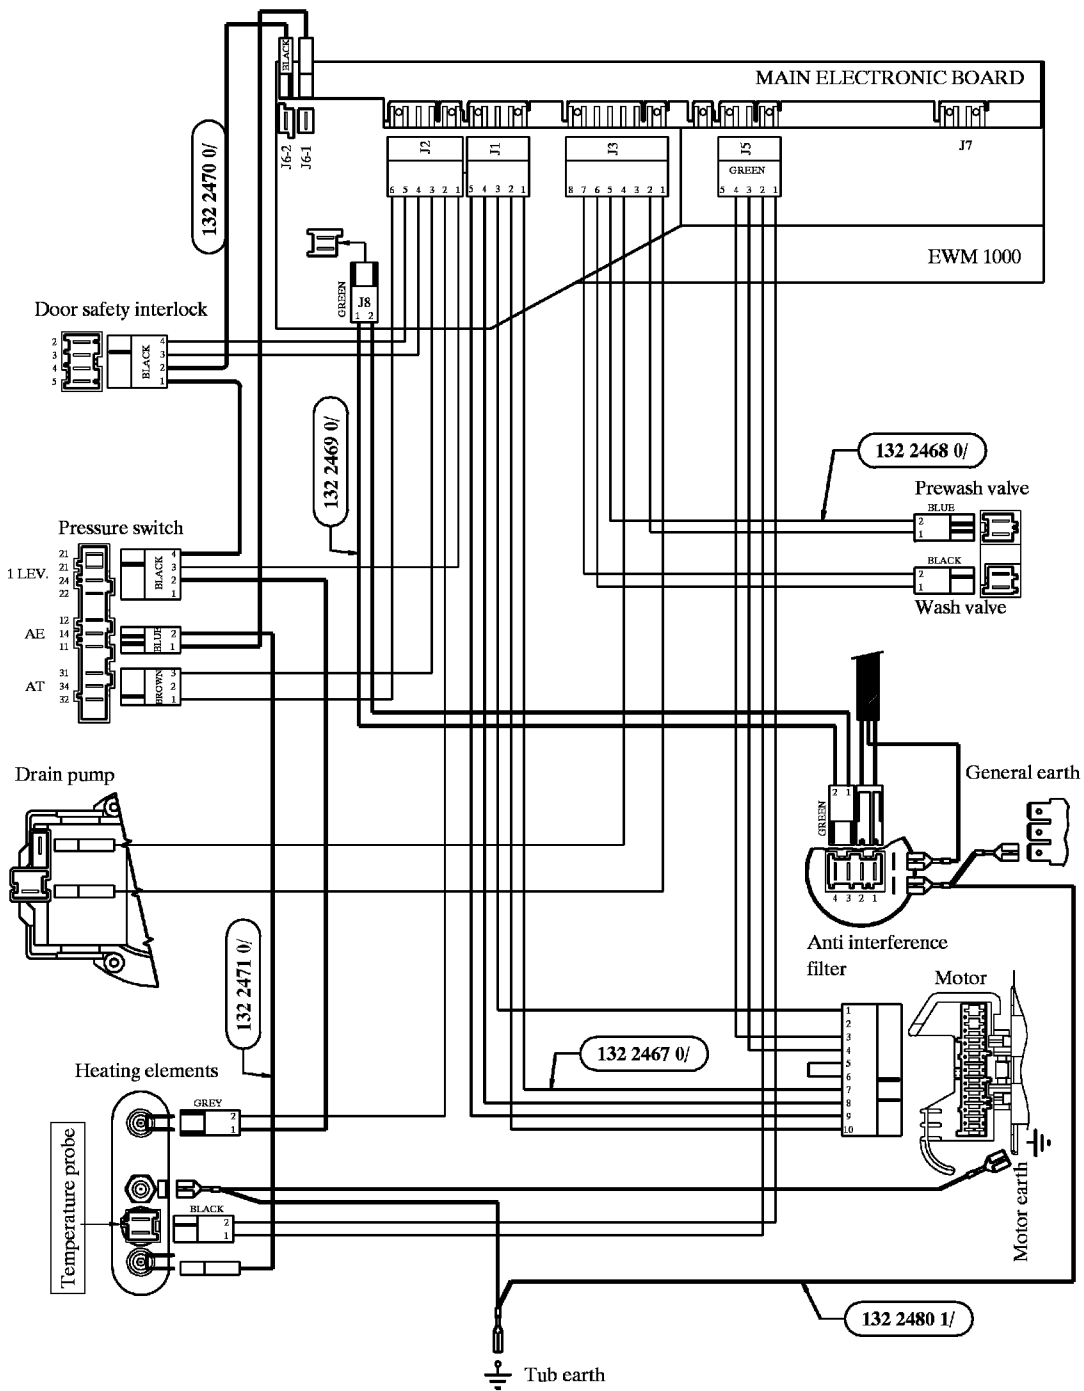 BLACK
MAIN ELECTRONIC BOARD
J6-2
J6-1
J2
J1
J3
J5
J7
GREEN
6 5 4 3 2 1
5 4 3 2 1
8 7 6 5 4 3 2 1
5 4 3 2 1
132 2470 0/
EWM 1000
GREEN
J8
1 2
Door safety interlock
2
3
4
5
BLACK
4
3
2
1
132 2469 0/
132 2468 0/
Prewash valve
BLUE
2
1
BLACK
2
1
Wash valve
Pressure switch
21
21
1 LEV.
24
22
BLACK
4
3
2
1
12
AE
14
11
BLUE
2
1
31
AT
34
32
BROWN
3
2
1
Drain pump
General earth
GREEN
2 1
4 3 2 1
Anti interference
filter
132 2471 0/
Motor
1
2
3
4
5
6
7
8
9
10
132 2467 0/
Heating elements
GREY
2
1
Temperature probe
BLACK
2
1
Motor earth
132 2480 1/
Tub earth